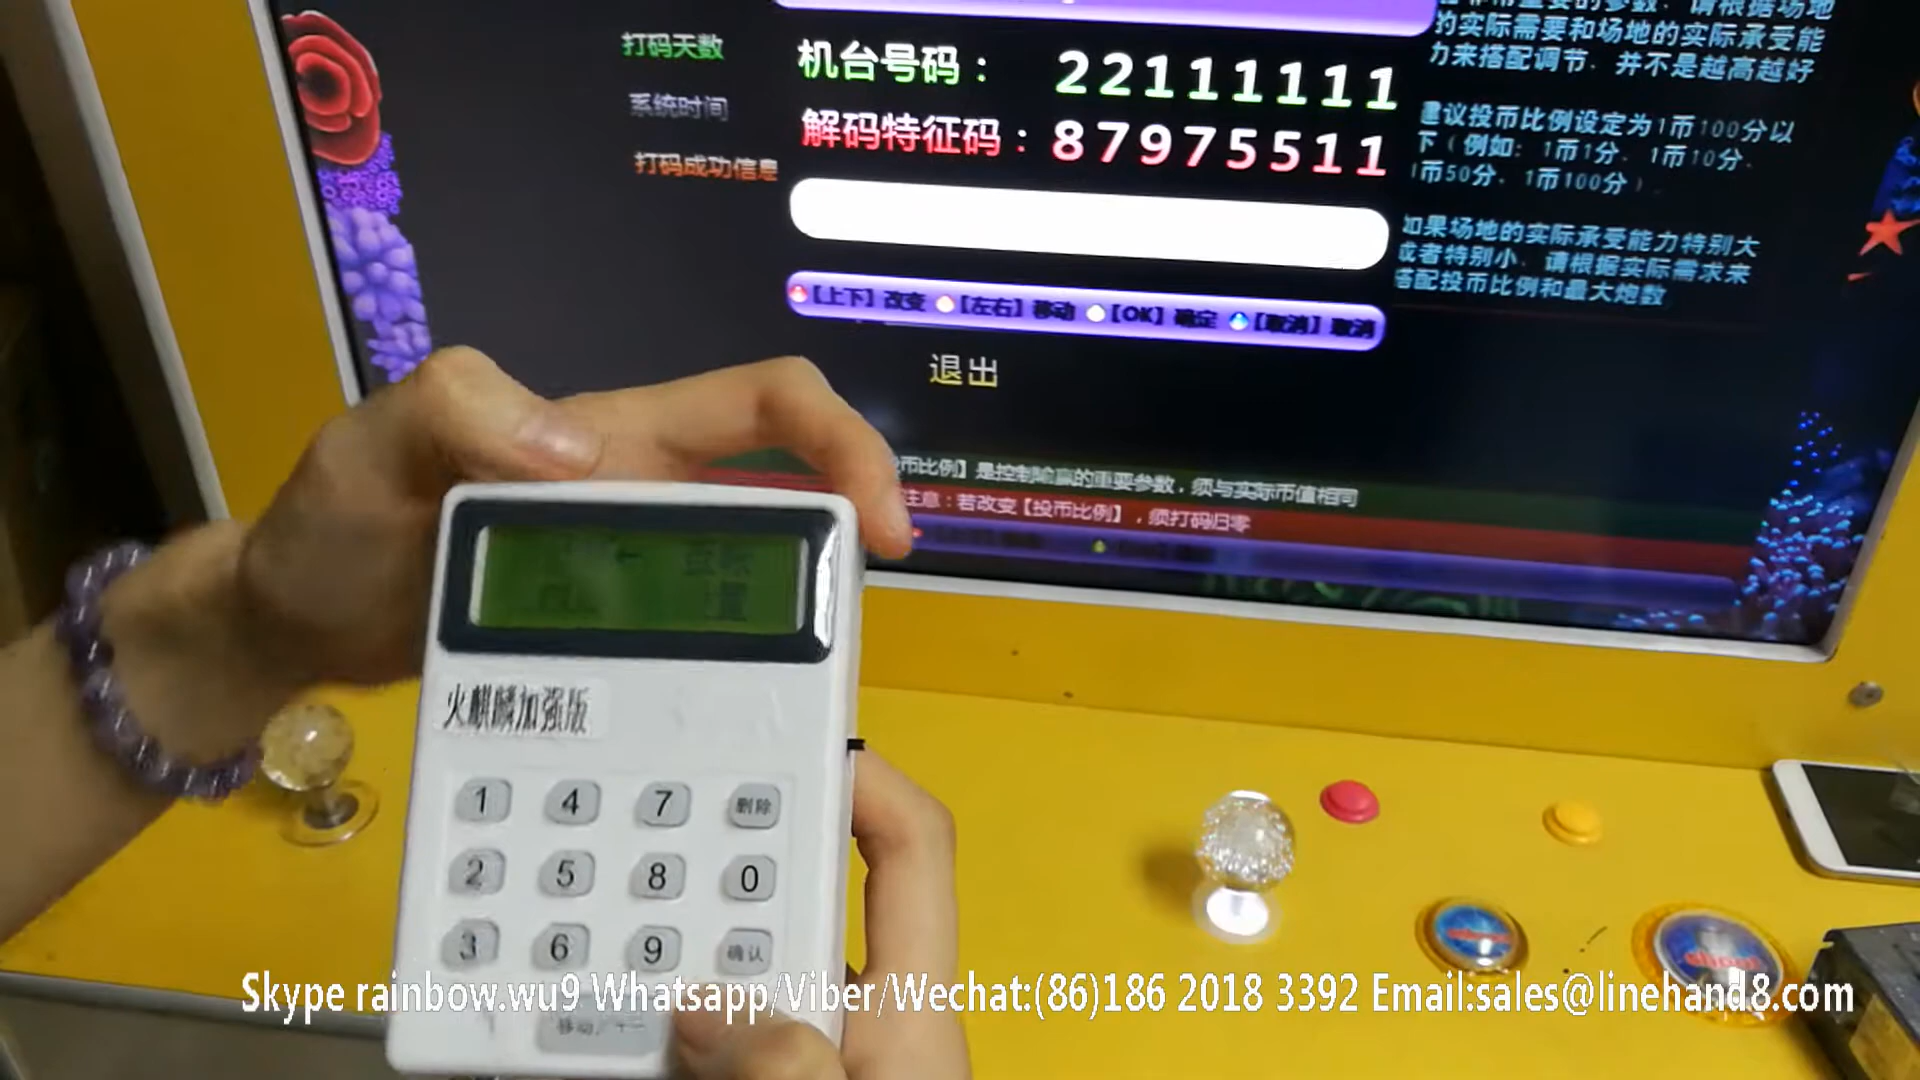 打码天数
系统时间
打码成功信息
机台号码： 22111111
解码特征码： 87975511
【上下】改变 【左右】移动 【OK】确定 【取消】取消
退出
的实际需要和场地的实际承受能
力来搭配调节．并不是越高越好
建议投币比例设定为1币100分以
下（例如：1币1分．1币10分．
1币50分．1币100分）．
如果场地的实际承受能力特别大
或者特别小．请根据实际需求来
搭配投币比例和最大炮数
币比例】是控制输赢的重要参数，须与实际币值相同
注意：若改变【投币比例】，须打码归零
火麒麟加强版
1 4 7 删除
2 5 8 0
3 6 9 确认
Skype rainbow.wu9 Whatsapp/Viber/Wechat:(86)186 2018 3392 Email:sales@linehand8.com